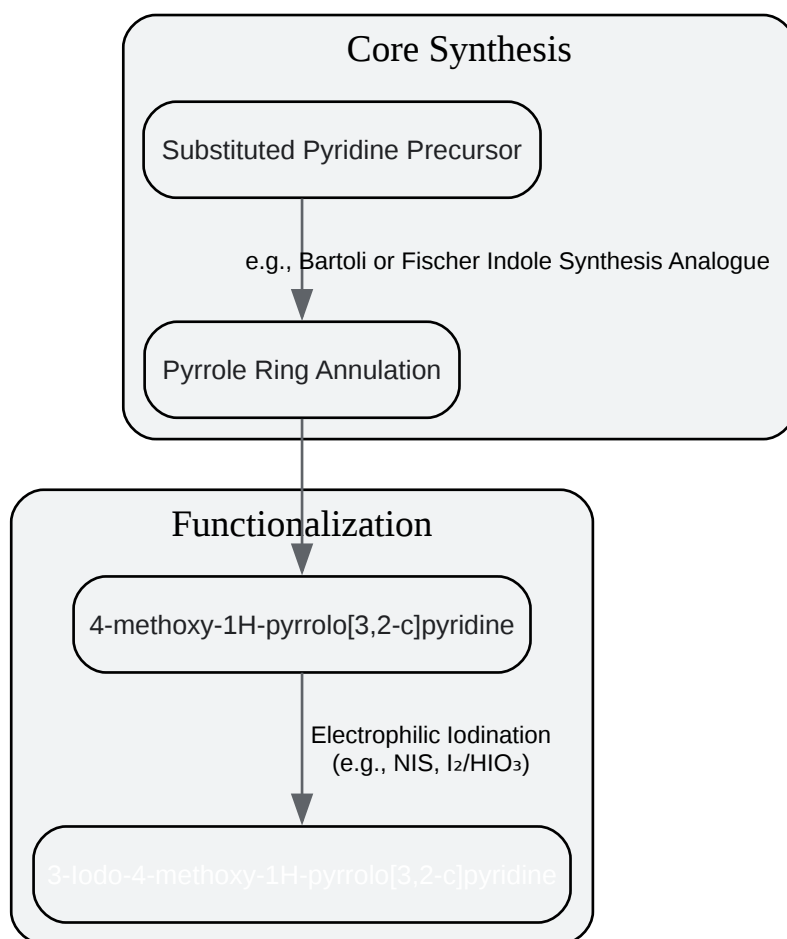 Core Synthesis
Substituted Pyridine Precursor
e.g., Bartoli or Fischer Indole Synthesis Analogue
Pyrrole Ring Annulation
Functionalization
4-methoxy-1H-pyrrolo[3,2-c]pyridine
Electrophilic Iodination
(e.g., NIS, I₂/HIO₃)
3-Iodo-4-methoxy-1H-pyrrolo[3,2-c]pyridine